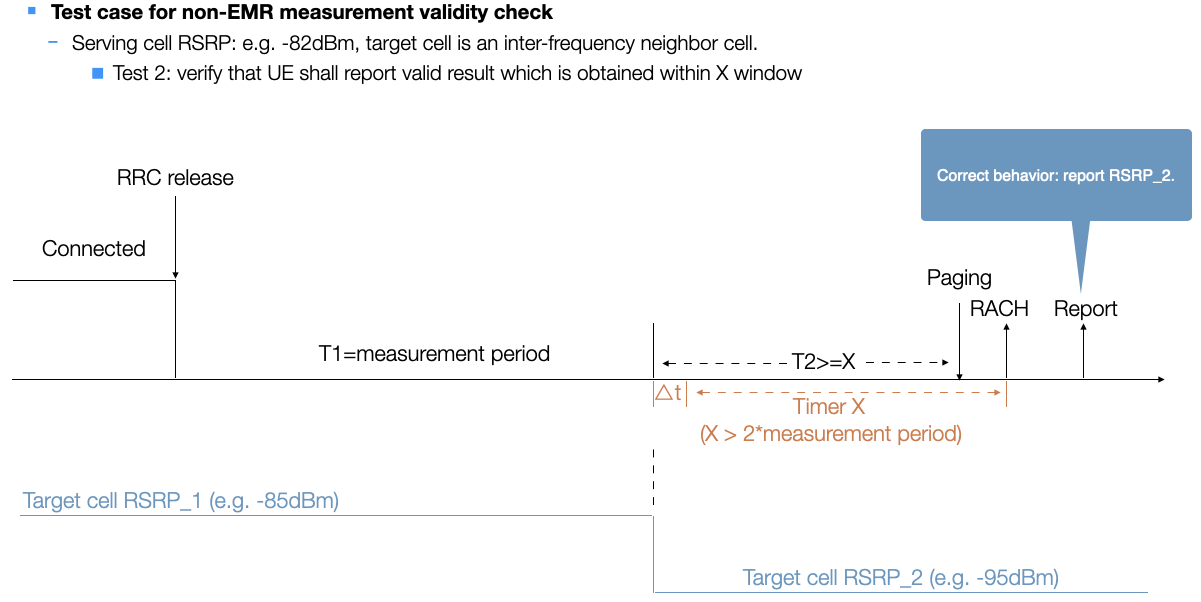 Test case for non-EMR measurement validity check
Serving cell RSRP: e.g. -82dBm, target cell is an inter-frequency neighbor cell.
Test 2: verify that UE shall report valid result which is obtained within X window
Correct behavior: report RSRP_2.
RRC release
Connected
Paging
RACH
Report
T1=measurement period
T2>=X
△t
Timer X
(X > 2*measurement period)
Target cell RSRP_1 (e.g. -85dBm)
Target cell RSRP_2 (e.g. -95dBm)